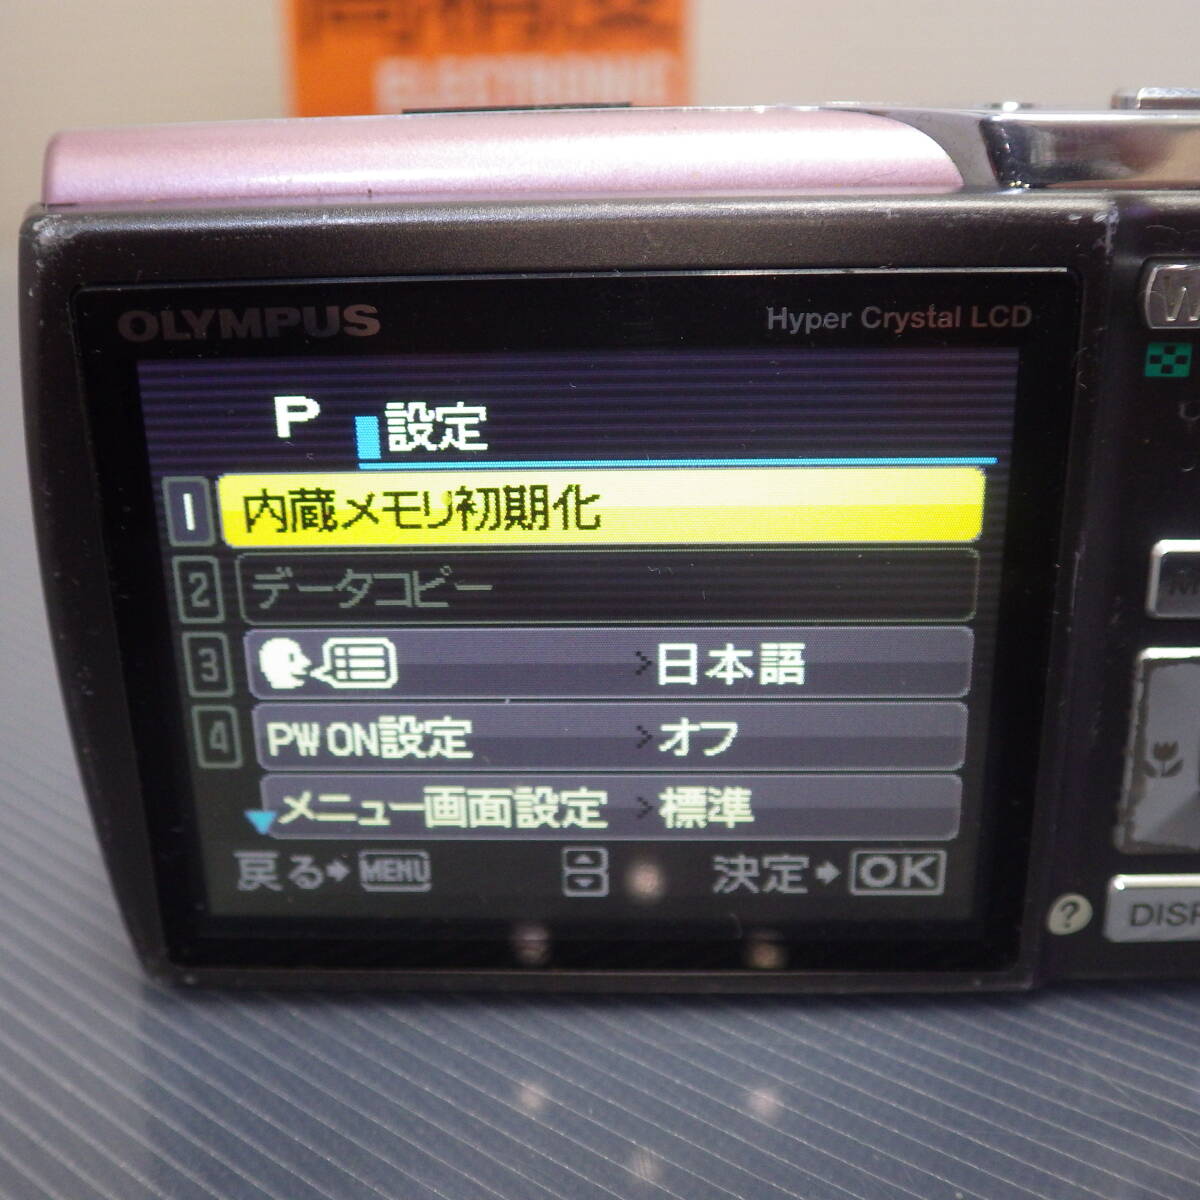 ELECTRONIC
OLYMPUS
Hyper Crystal LCD
P 設定
1 内蔵メモリ初期化
2 データコピー
3 日本語
4 PW ON設定 オフ
メニュー画面設定 標準
戻る MENU 決定 OK
W
?
DISP